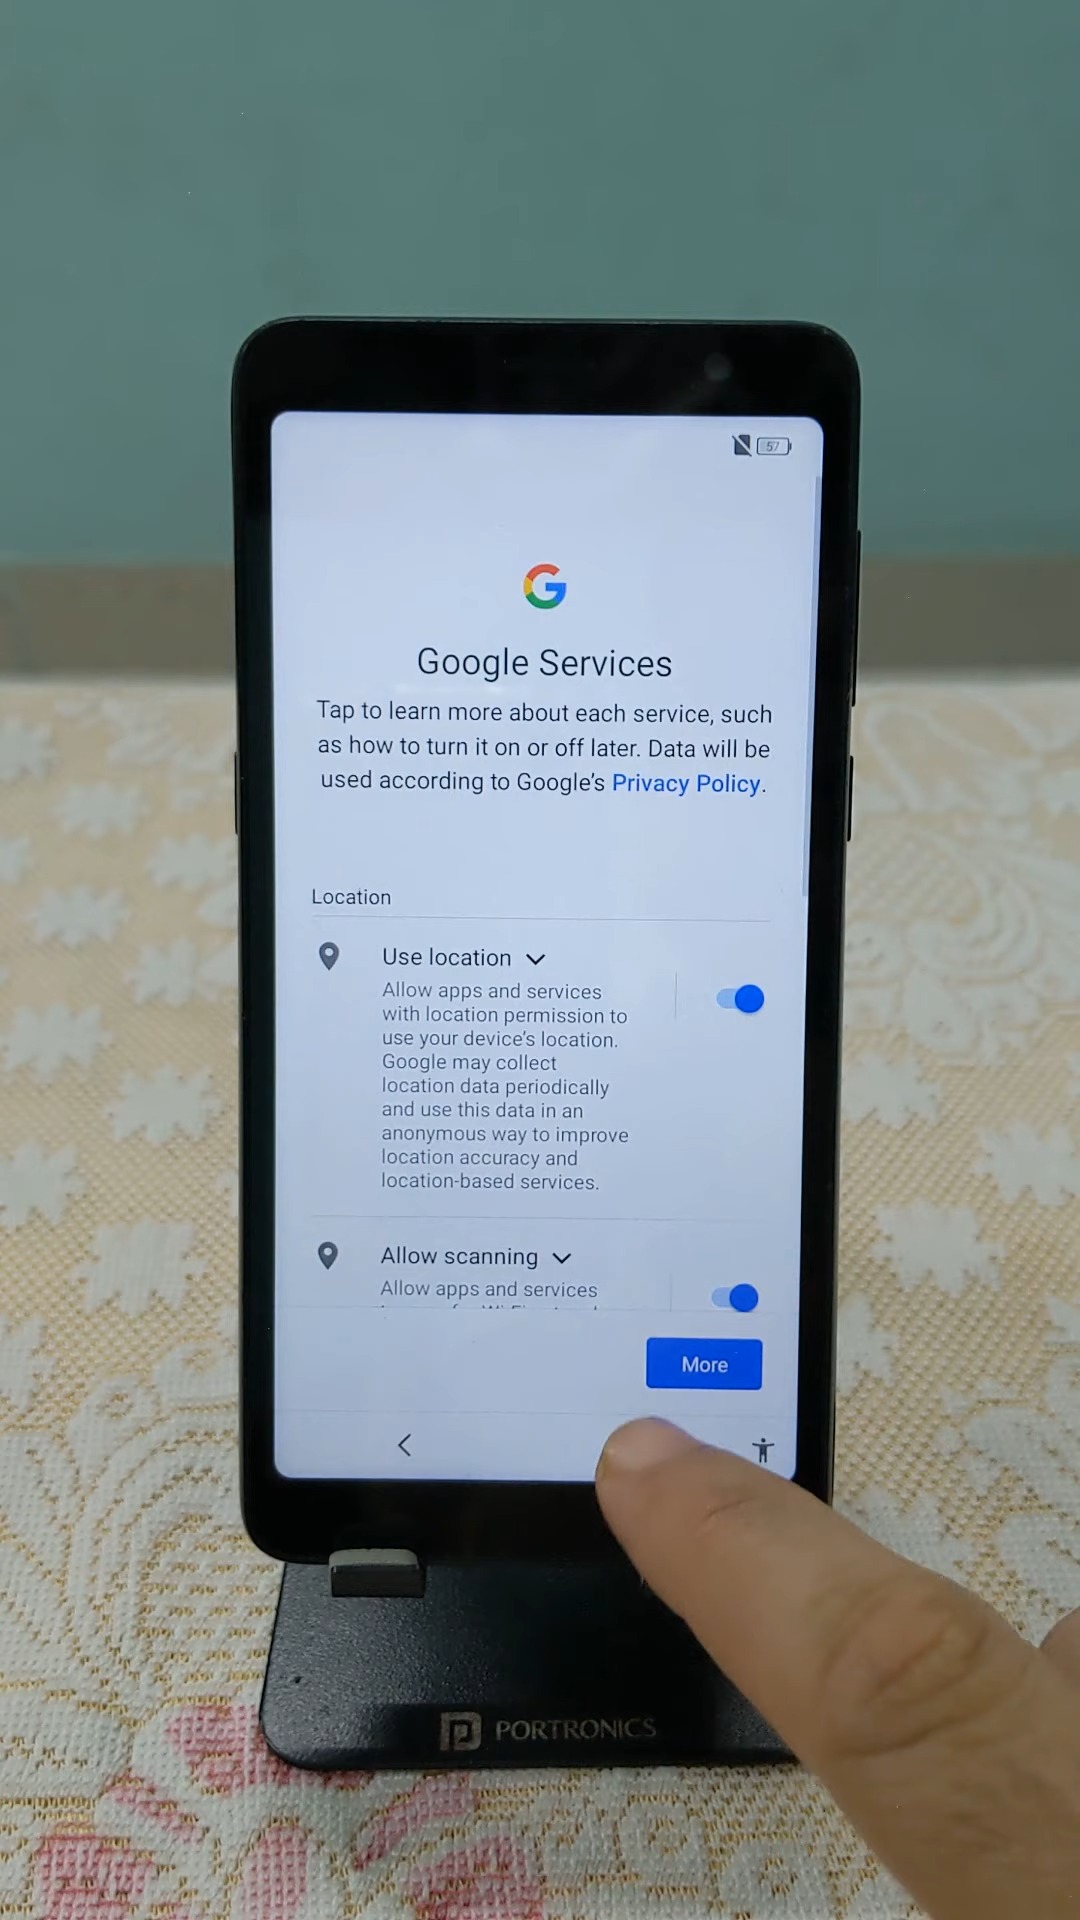 57
Google Services
Tap to learn more about each service, such
as how to turn it on or off later. Data will be
used according to Google's Privacy Policy.
Location
Use location
Allow apps and services
with location permission to
use your device's location.
Google may collect
location data periodically
and use this data in an
anonymous way to improve
location accuracy and
location-based services.
Allow scanning
Allow apps and services
More
PORTRONICS